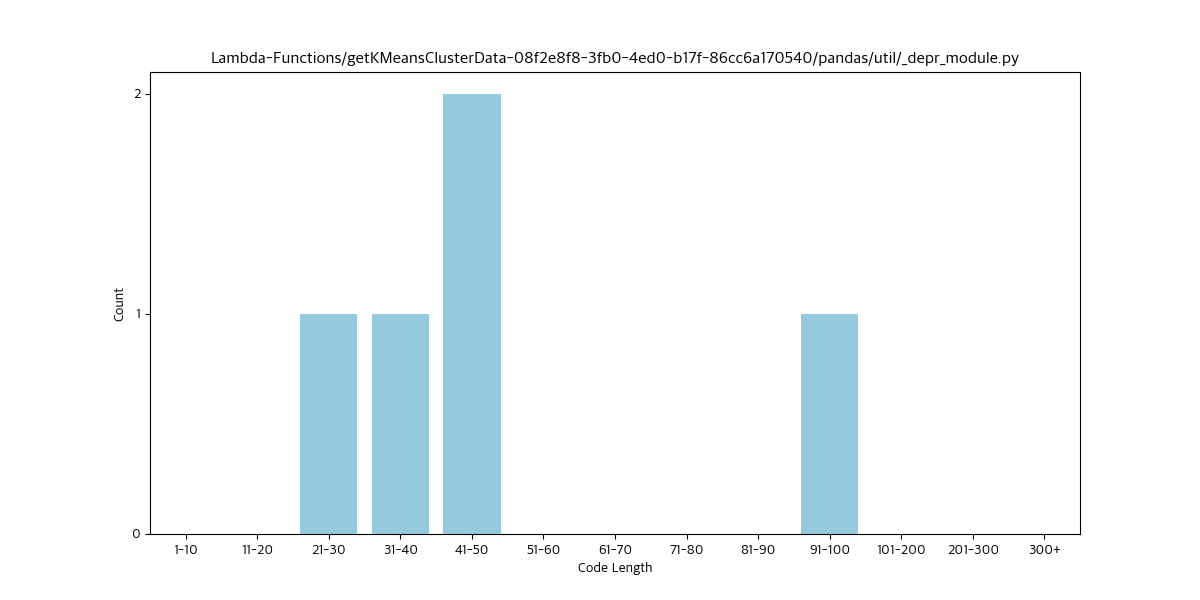 Lambda-Functions/getKMeansClusterData-08f2e8f8-3fb0-4ed0-b17f-86cc6a170540/pandas/util/_depr_module.py
2
1
0
Count
1-10 11-20 21-30 31-40 41-50 51-60 61-70 71-80 81-90 91-100 101-200 201-300 300+
Code Length